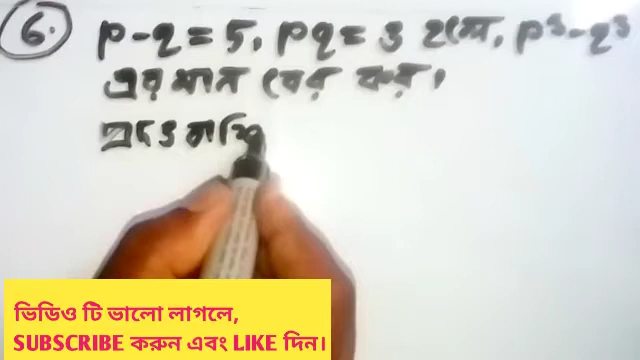 6. p-q=5, pq=3 হলে, p³-q³
এর মান বের কর।
প্রদত্ত রাশি
ভিডিও টি ভালো লাগলে,
SUBSCRIBE করুন এবং LIKE দিন।